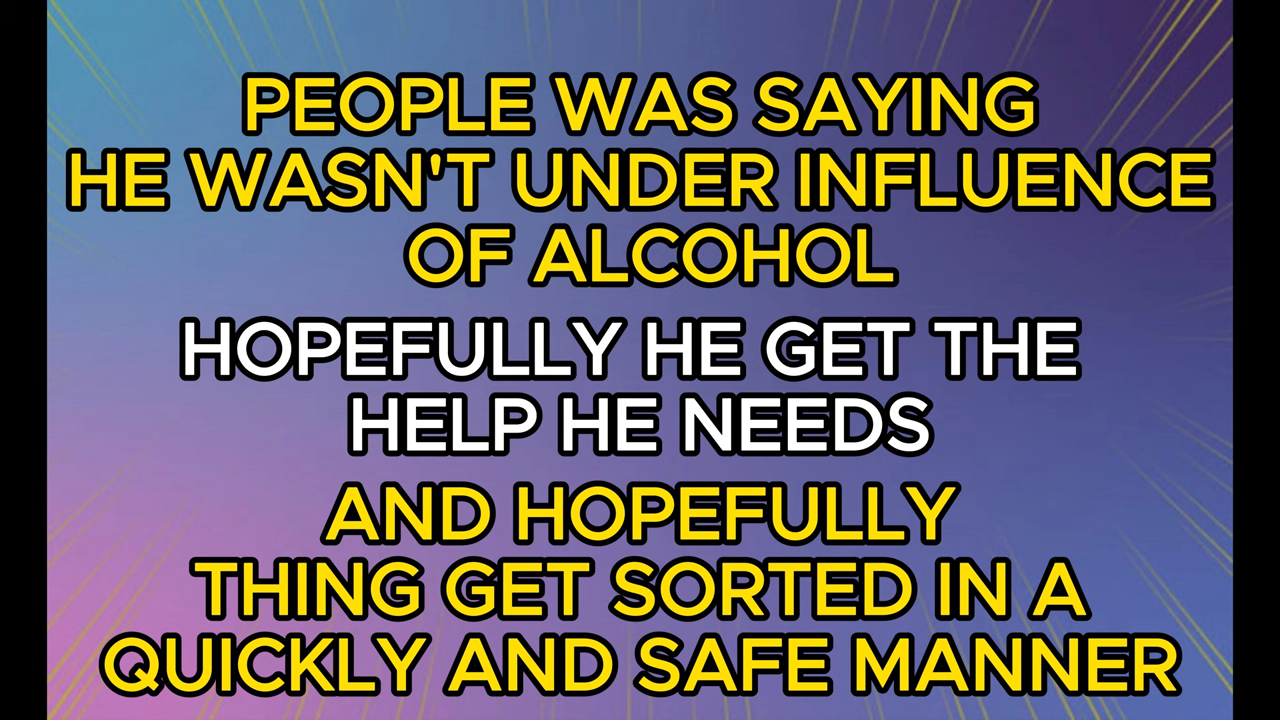 PEOPLE WAS SAYING
HE WASN'T UNDER INFLUENCE
OF ALCOHOL
HOPEFULLY HE GET THE
HELP HE NEEDS
AND HOPEFULLY
THING GET SORTED IN A
QUICKLY AND SAFE MANNER